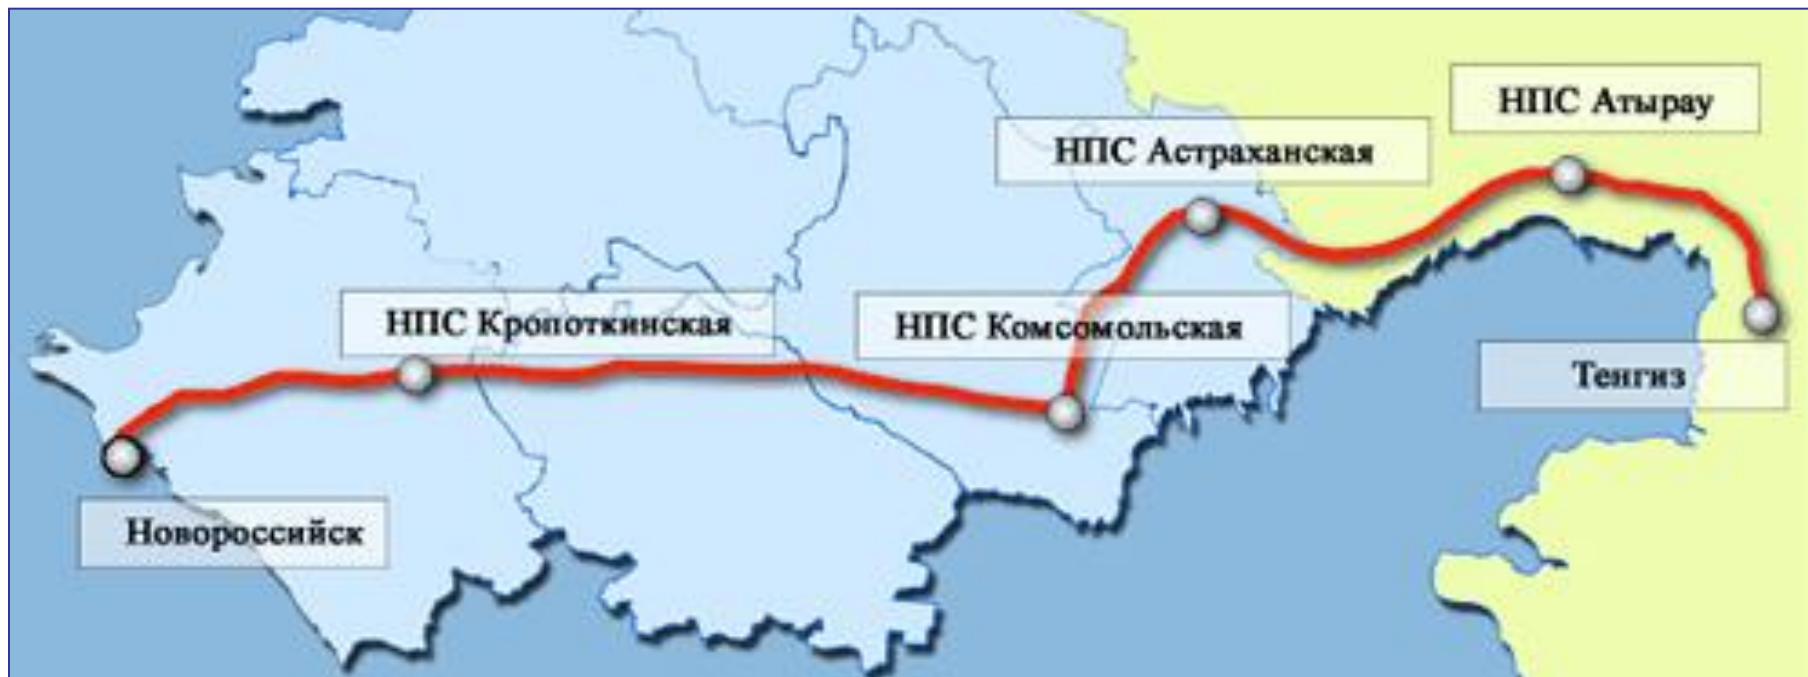 НПС Атырау
НПС Астраханская
НПС Кропоткинская
НПС Комсомольская
Тенгиз
Новороссийск